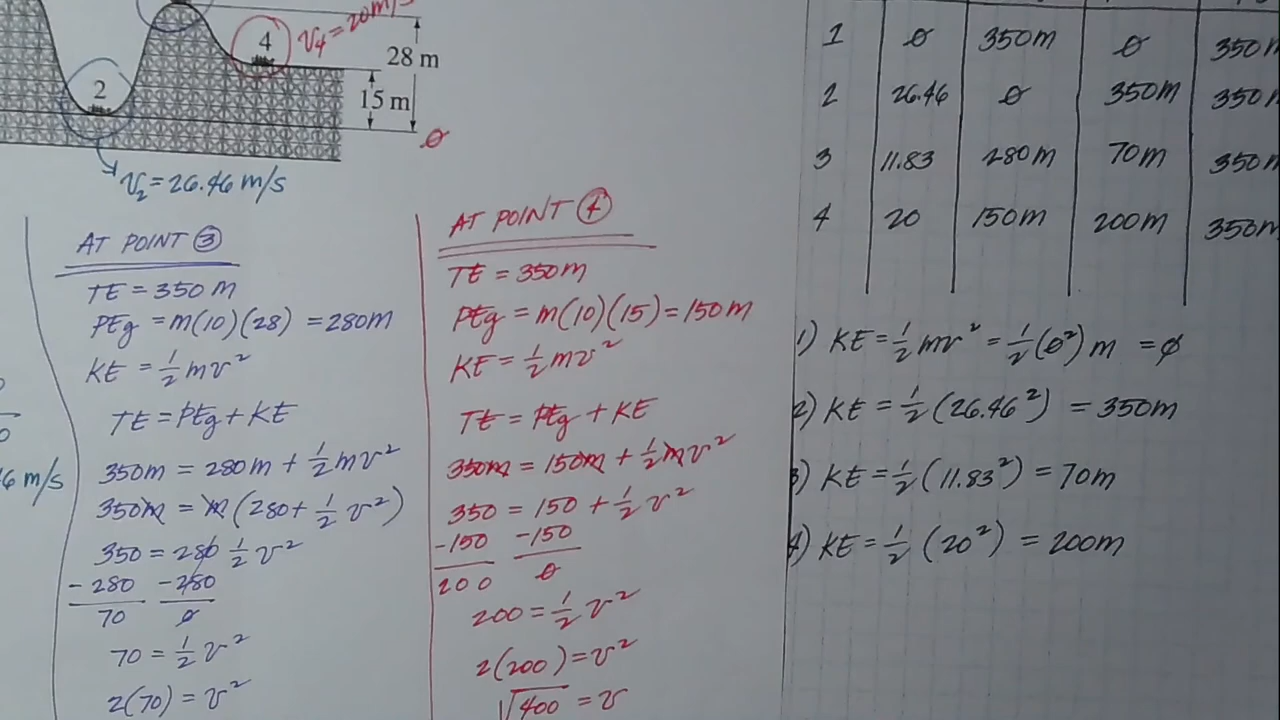 4 V₄=20m/s
28 m
2
15 m
ø
V₂=26.46 m/s
AT POINT ③
TE=350M
PEg =m(10)(28) =280M
KE=½mv²
TE=PEg+KE
350m=280m+½mv²
350m=m(280+½v²)
350=280 ½v²
-280 -280
70 ø
70=½v²
2(70)=v²
6 m/s
AT POINT ④
TE=350m
PEg=m(10)(15)=150m
KE=½mv²
TE=PEg+KE
350m=150m+½mv²
350=150+½v²
-150 -150
200 ø
200=½v²
2(200)=v²
√400=v
1 ø 350m ø 350m
2 26.46 ø 350m 350m
3 11.83 280m 70m 350m
4 20 150m 200m 350m
1) KE=½mv²=½(ø²)m =ø
2) KE=½(26.46²)=350m
3) KE=½(11.83²)=70m
4) KE=½(20²)=200m